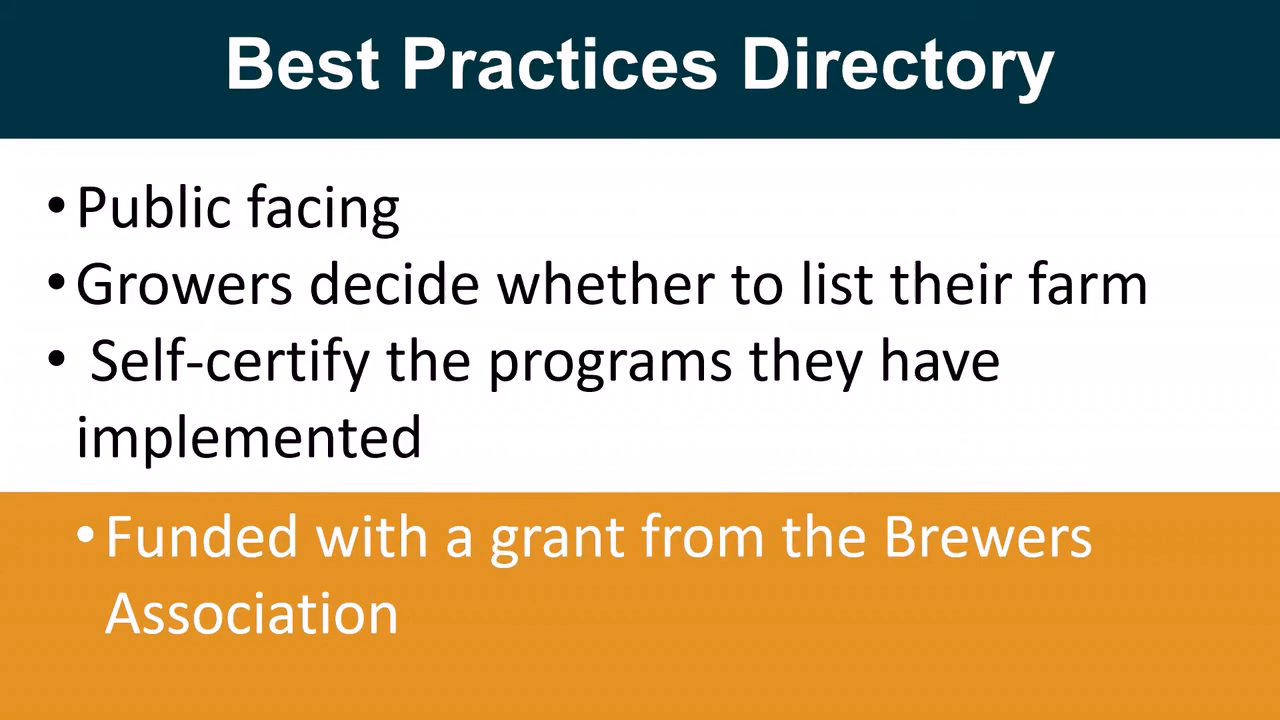 Best Practices Directory
•Public facing
•Growers decide whether to list their farm
• Self-certify the programs they have
implemented
•Funded with a grant from the Brewers
Association